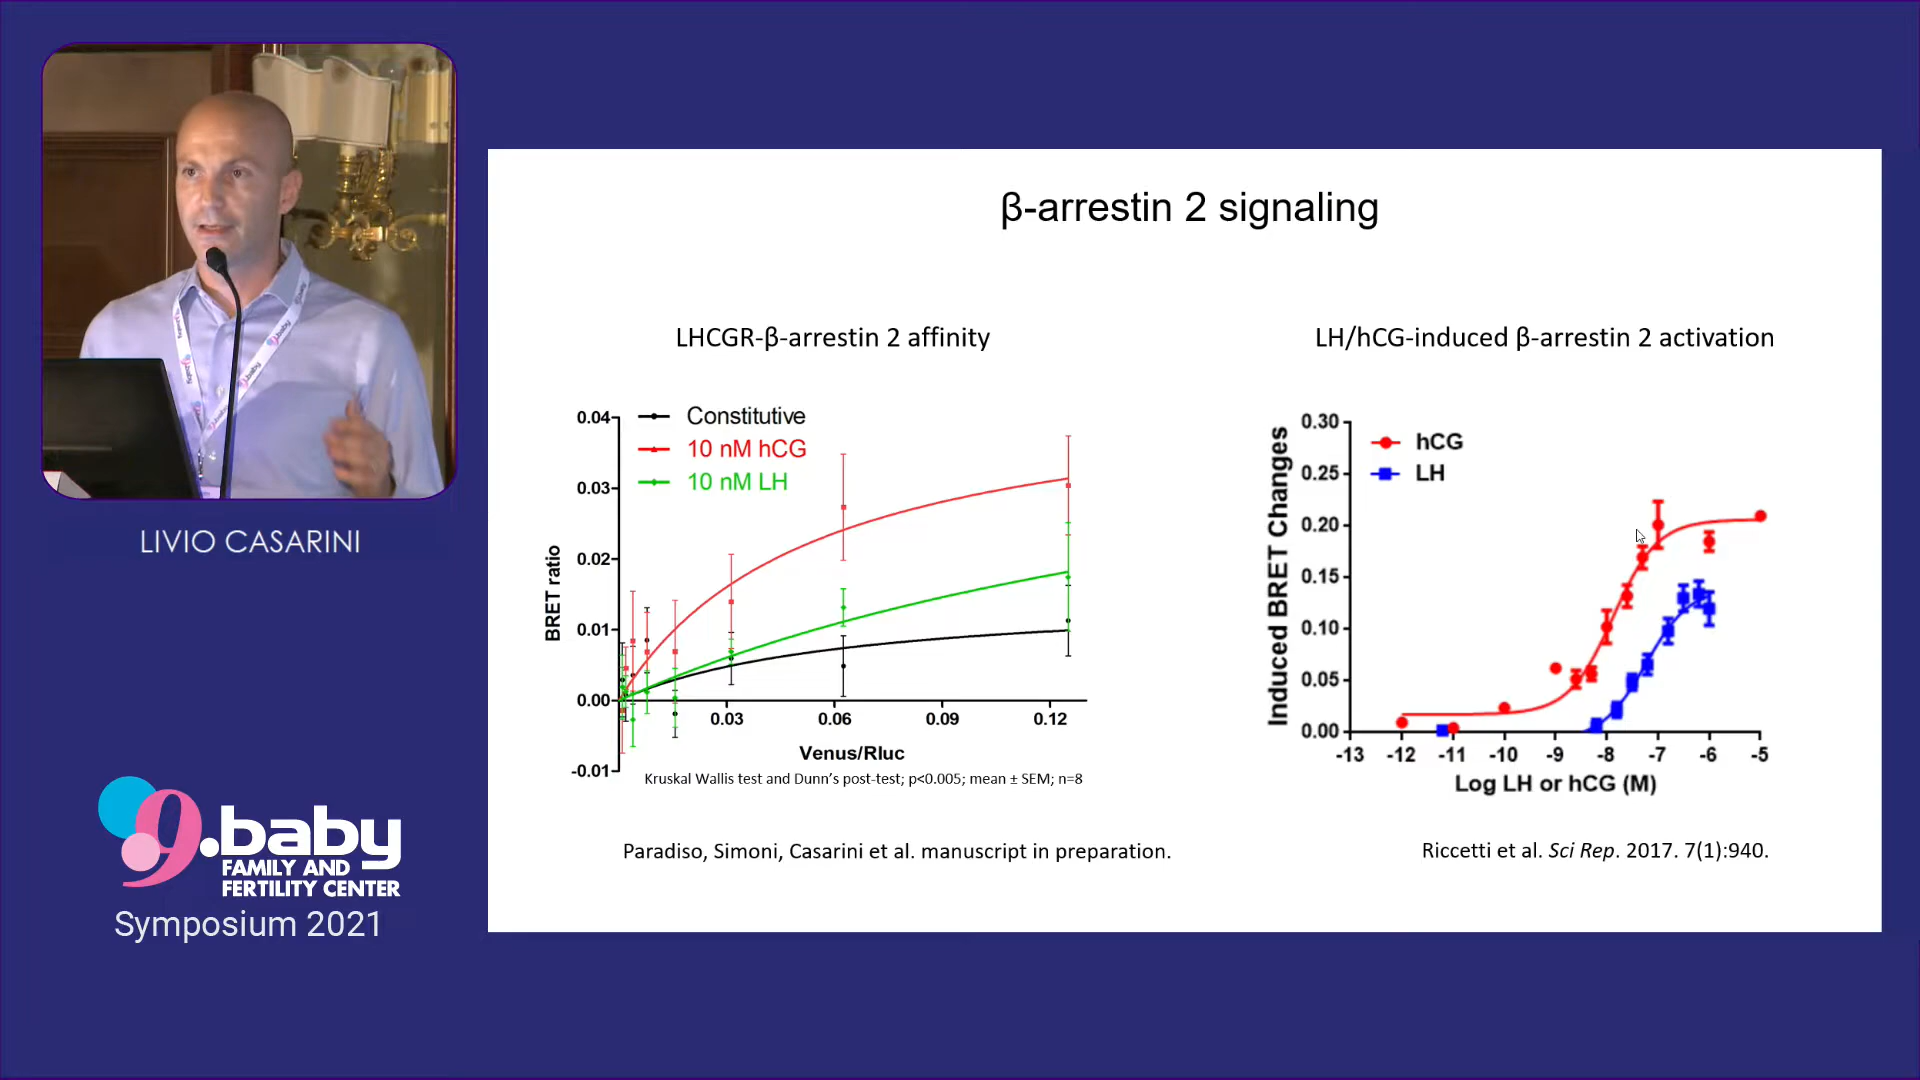 β-arrestin 2 signaling
LHCGR-β-arrestin 2 affinity
0.04
0.03
0.02
0.01
0.00
-0.01
BRET ratio
Constitutive
10 nM hCG
10 nM LH
0.03 0.06 0.09 0.12
Venus/Rluc
Kruskal Wallis test and Dunn's post-test; p<0.005; mean ± SEM; n=8
Paradiso, Simoni, Casarini et al. manuscript in preparation.
LH/hCG-induced β-arrestin 2 activation
0.30
0.25
0.20
0.15
0.10
0.05
0.00
Induced BRET Changes
hCG
LH
-13 -12 -11 -10 -9 -8 -7 -6 -5
Log LH or hCG (M)
Riccetti et al. Sci Rep. 2017. 7(1):940.
LIVIO CASARINI
9.baby
FAMILY AND
FERTILITY CENTER
Symposium 2021